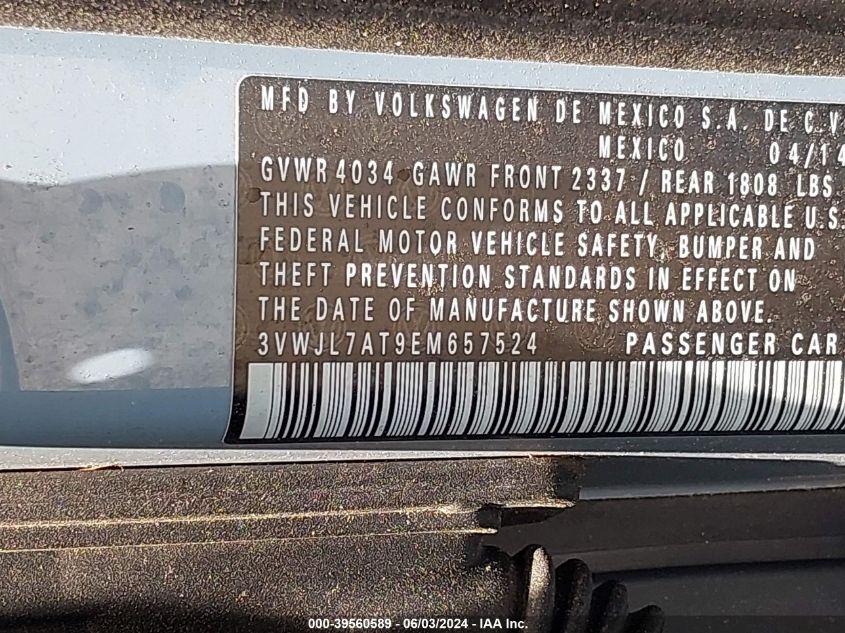 MFD BY VOLKSWAGEN DE MEXICO S.A. DE C.V
MEXICO 04/14
GVWR 4034 GAWR FRONT 2337 / REAR 1808 LBS.
THIS VEHICLE CONFORMS TO ALL APPLICABLE U.S.
FEDERAL MOTOR VEHICLE SAFETY, BUMPER AND
THEFT PREVENTION STANDARDS IN EFFECT ON
THE DATE OF MANUFACTURE SHOWN ABOVE.
3VWJL7AT9EM657524 PASSENGER CAR
000-39560589 - 06/03/2024 - IAA Inc.